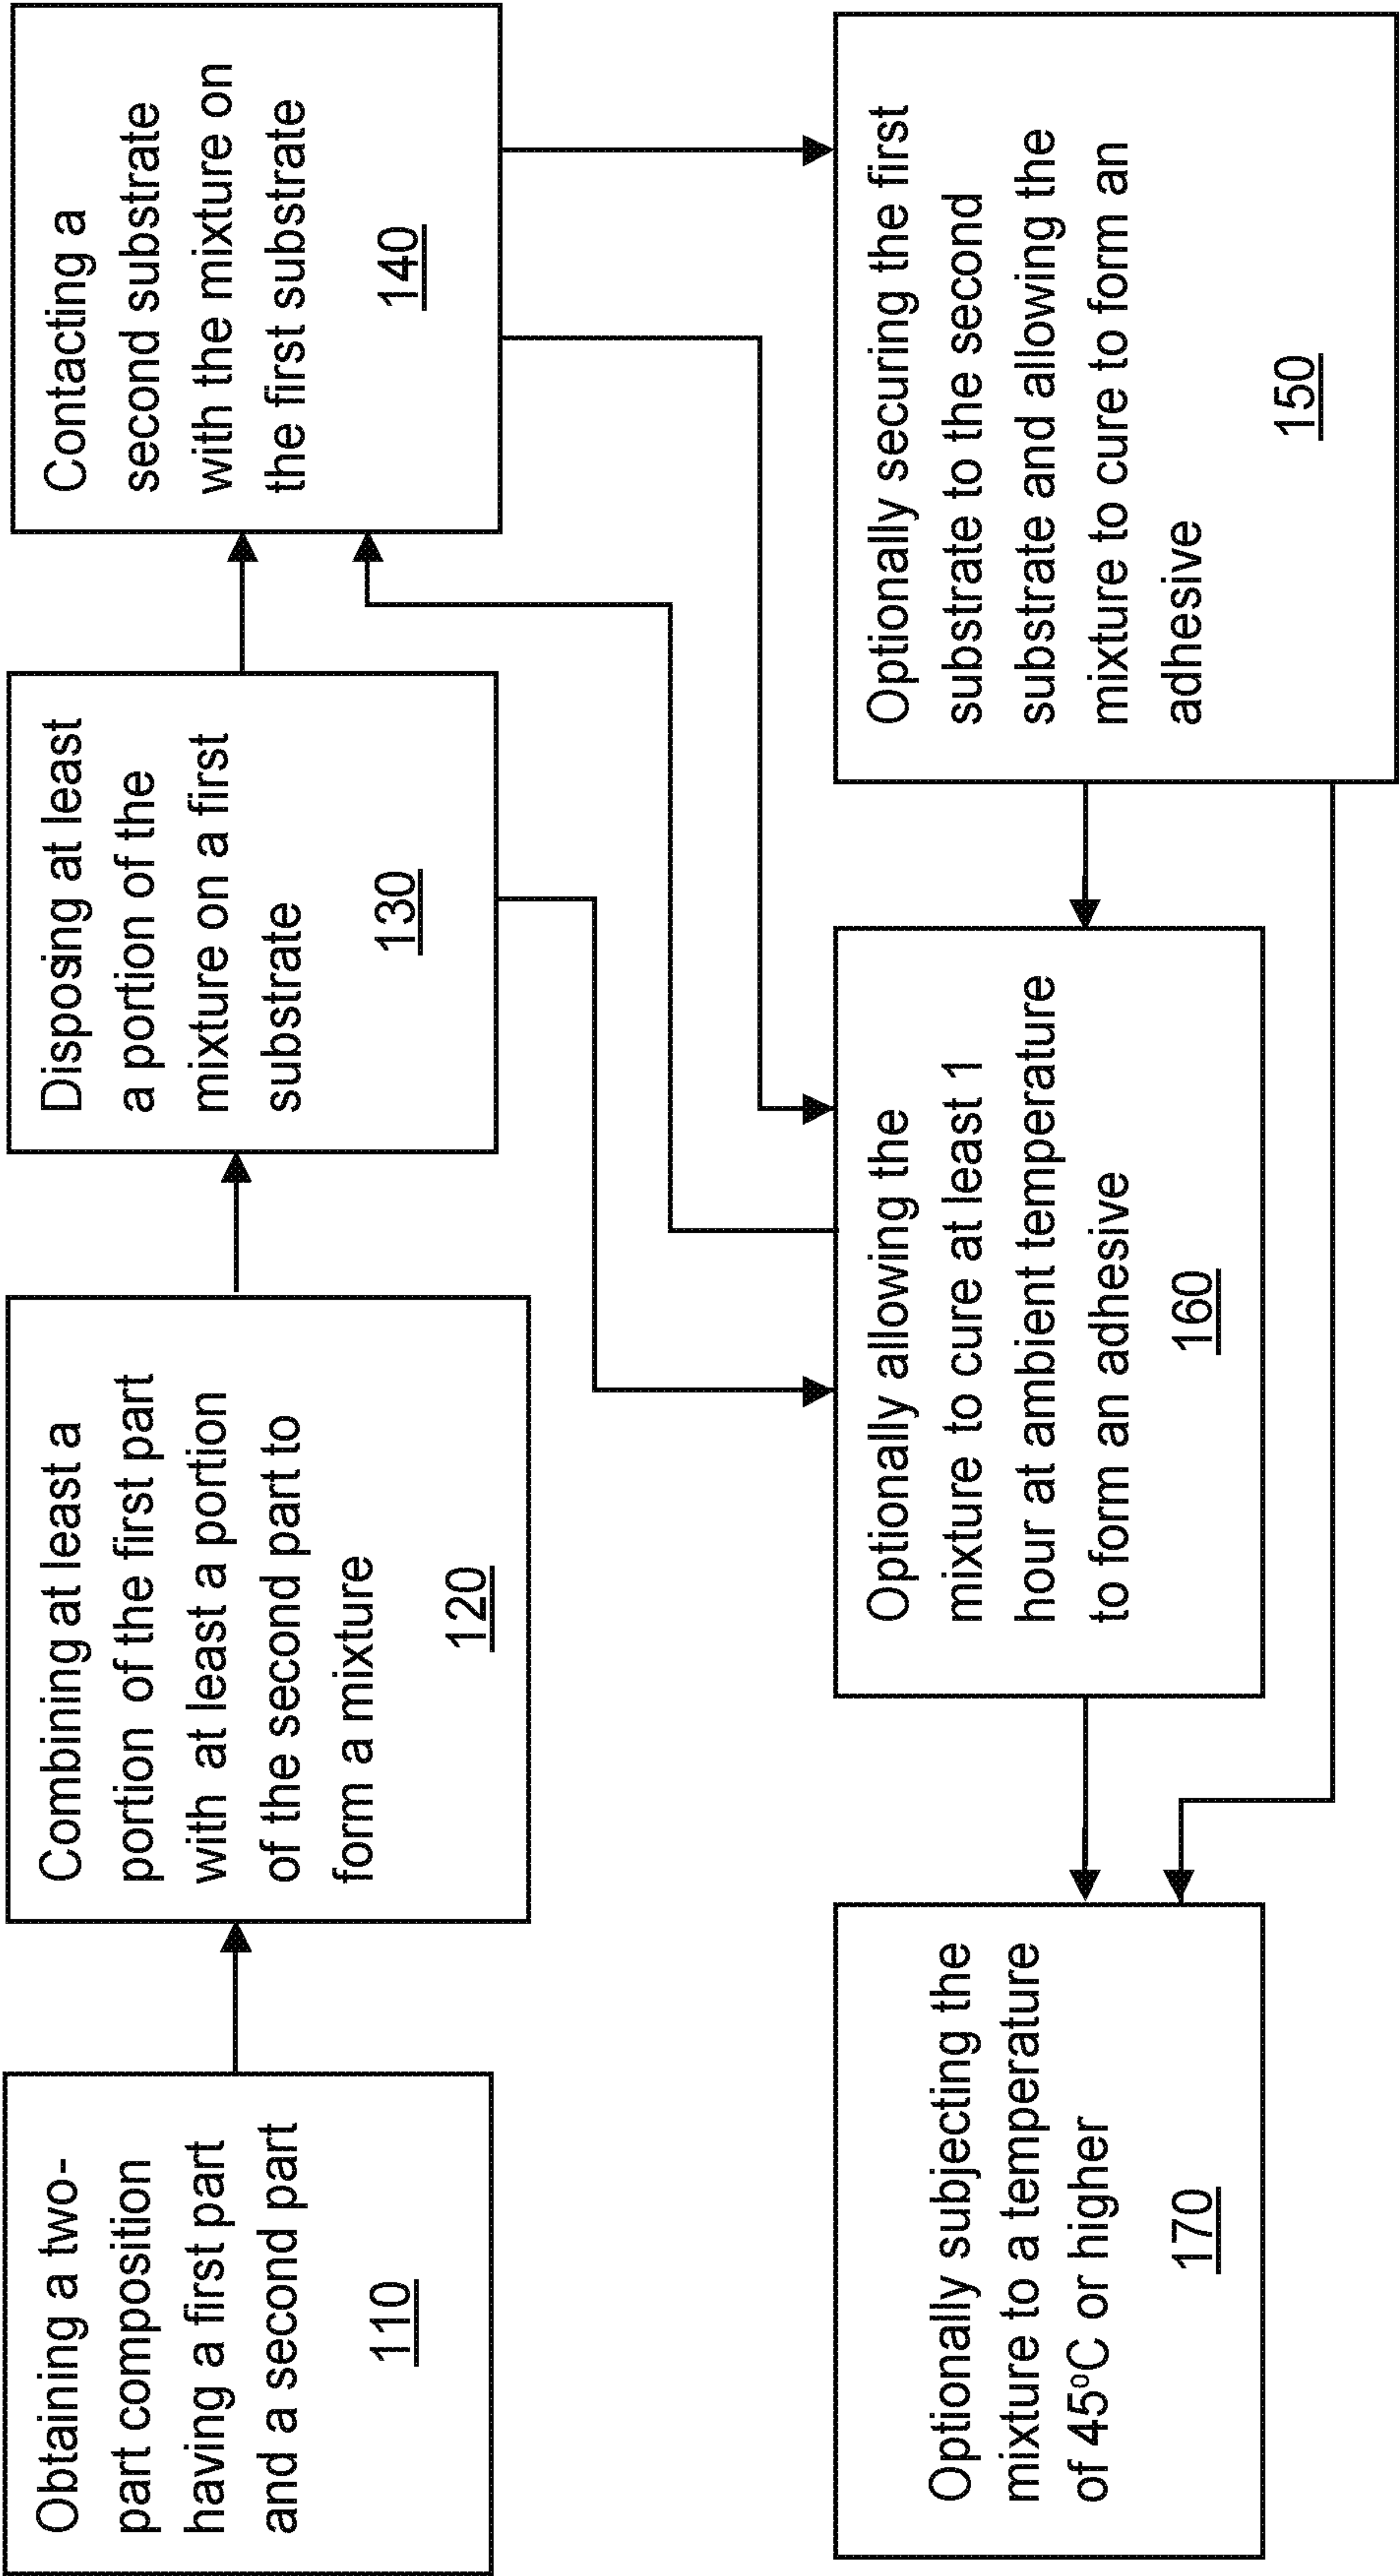 Obtaining a two-
part composition
having a first part
and a second part
110
Combining at least a
portion of the first part
with at least a portion
of the second part to
form a mixture
120
Disposing at least
a portion of the
mixture on a first
substrate
130
Contacting a
second substrate
with the mixture on
the first substrate
140
Optionally securing the first
substrate to the second
substrate and allowing the
mixture to cure to form an
adhesive
150
Optionally allowing the
mixture to cure at least 1
hour at ambient temperature
to form an adhesive
160
Optionally subjecting the
mixture to a temperature
of 45ºC or higher
170